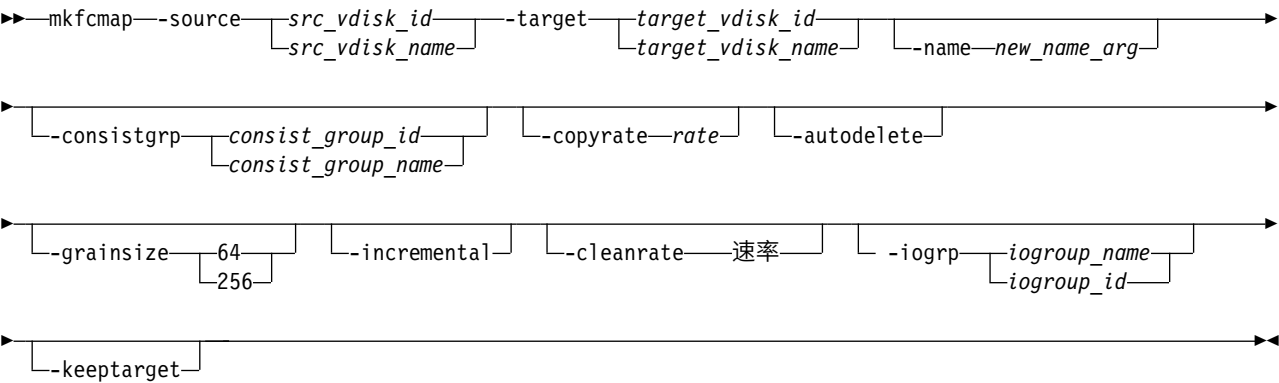 mkfcmap -source src_vdisk_id -target target_vdisk_id
src_vdisk_name target_vdisk_name -name new_name_arg
-consistgrp consist_group_id -copyrate rate -autodelete
consist_group_name
-grainsize 64 -incremental -cleanrate 速率 -iogrp iogroup_name
256 iogroup_id
-keeptarget